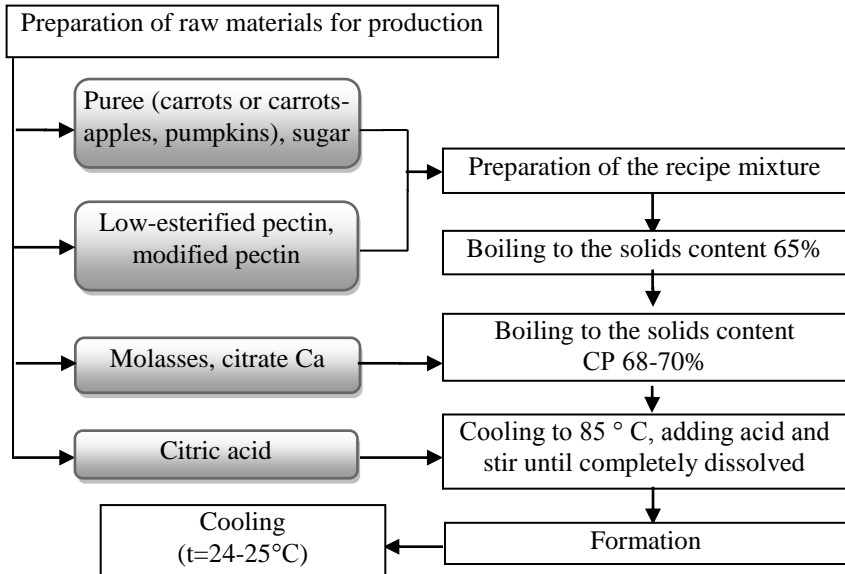 Preparation of raw materials for production
Puree (carrots or carrots-
apples, pumpkins), sugar
Preparation of the recipe mixture
Low-esterified pectin,
modified pectin
Boiling to the solids content 65%
Boiling to the solids content
CP 68-70%
Molasses, citrate Ca
Cooling to 85 ° C, adding acid and
stir until completely dissolved
Citric acid
Formation
Cooling
(t=24-25°C)